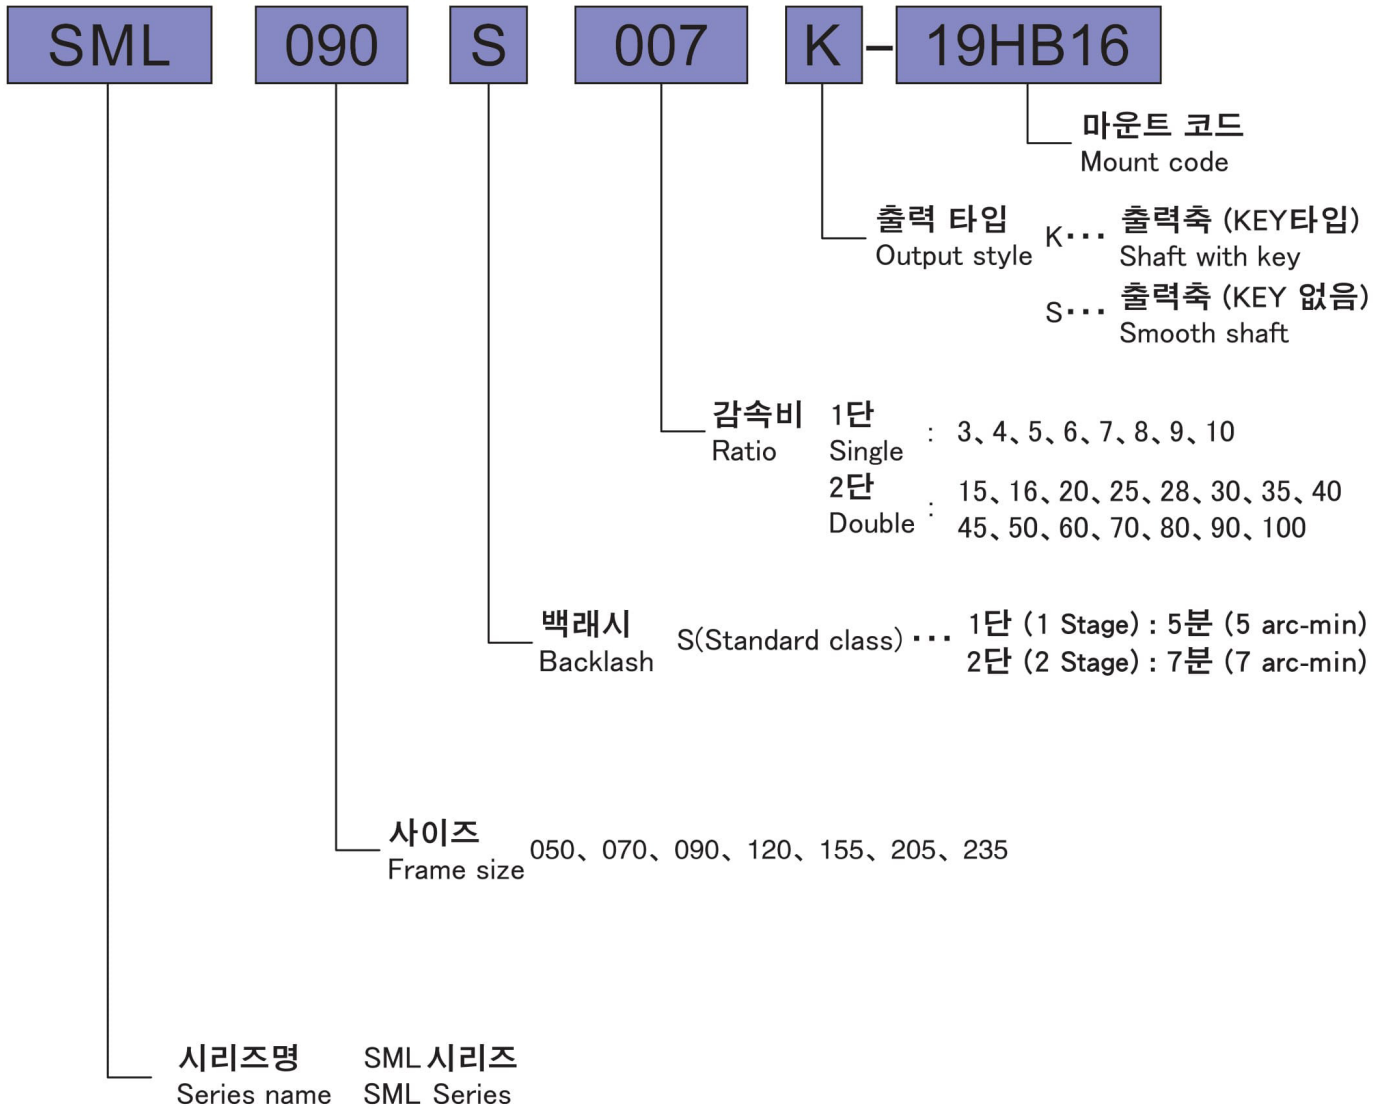 SML 090 S 007 K-19HB16
마운트 코드
Mount code
출력 타입 K··· 출력축 (KEY타입)
Output style Shaft with key
S··· 출력축 (KEY 없음)
Smooth shaft
감속비 1단 : 3、4、5、6、7、8、9、10
Ratio Single
2단 : 15、16、20、25、28、30、35、40
Double 45、50、60、70、80、90、100
백래시 S(Standard class)··· 1단 (1 Stage) : 5분 (5 arc-min)
Backlash 2단 (2 Stage) : 7분 (7 arc-min)
사이즈 050、070、090、120、155、205、235
Frame size
시리즈명 SML 시리즈
Series name SML Series